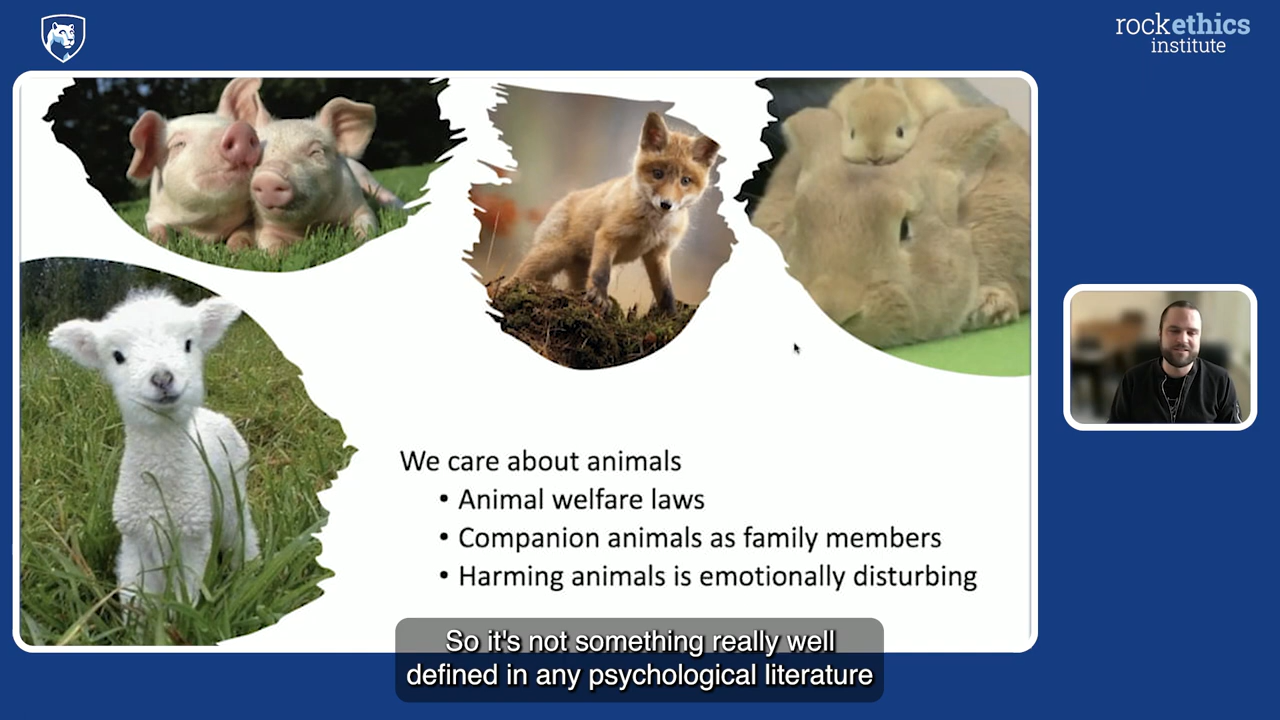 rockethics
institute
We care about animals
• Animal welfare laws
• Companion animals as family members
• Harming animals is emotionally disturbing
So it's not something really well
defined in any psychological literature